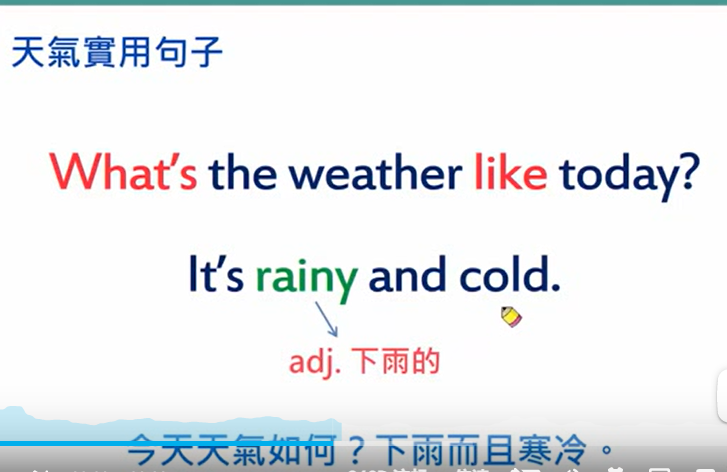 天氣實用句子
What's the weather like today?
It's rainy and cold.
adj. 下雨的
今天天氣如何？下雨而且寒冷。